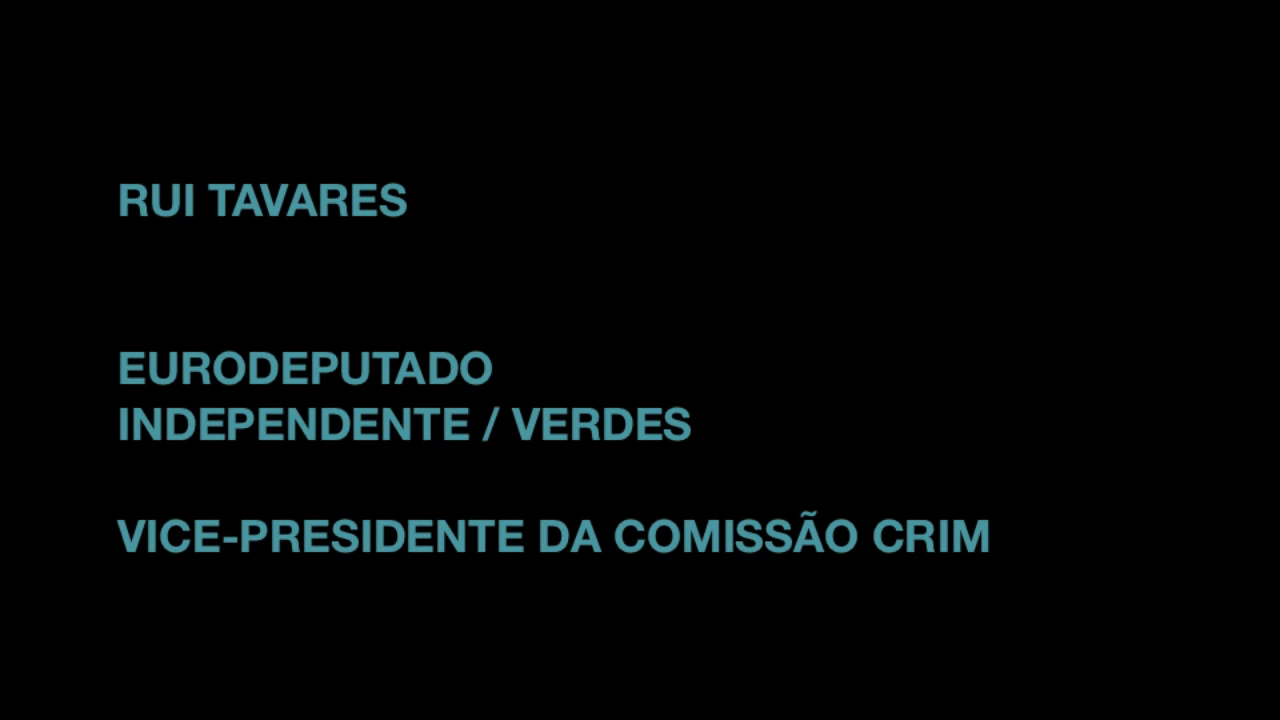 RUI TAVARES
EURODEPUTADO
INDEPENDENTE / VERDES
VICE-PRESIDENTE DA COMISSÃO CRIM